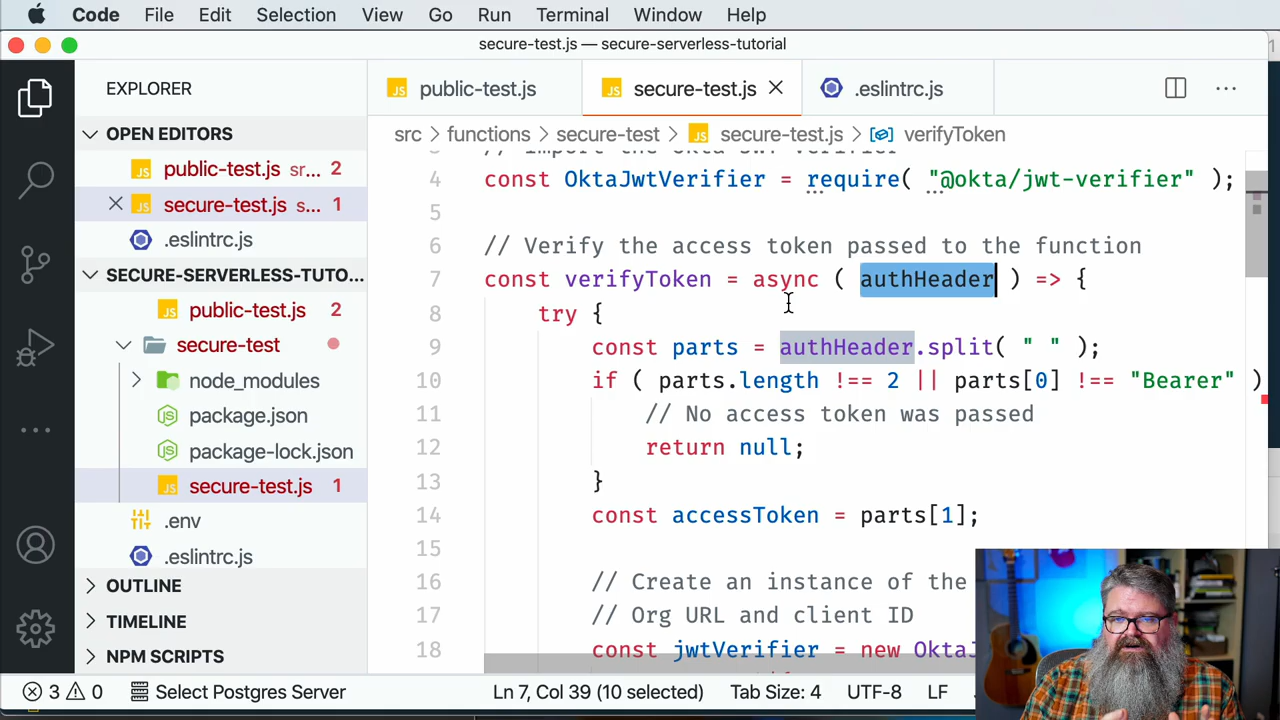 Code File Edit Selection View Go Run Terminal Window Help
secure-test.js — secure-serverless-tutorial
EXPLORER
OPEN EDITORS
public-test.js sr... 2
secure-test.js s... 1
.eslintrc.js
SECURE-SERVERLESS-TUTO...
public-test.js 2
secure-test
node_modules
package.json
package-lock.json
secure-test.js 1
.env
.eslintrc.js
OUTLINE
TIMELINE
NPM SCRIPTS
public-test.js secure-test.js .eslintrc.js
src > functions > secure-test > secure-test.js > verifyToken
4 const OktaJwtVerifier = require( "@okta/jwt-verifier" );
5
6 // Verify the access token passed to the function
7 const verifyToken = async ( authHeader ) => {
8 try {
9 const parts = authHeader.split( " " );
10 if ( parts.length !== 2 || parts[0] !== "Bearer" )
11 // No access token was passed
12 return null;
13 }
14 const accessToken = parts[1];
15
16 // Create an instance of the
17 // Org URL and client ID
18 const jwtVerifier = new OktaJ
3 0 Select Postgres Server Ln 7, Col 39 (10 selected) Tab Size: 4 UTF-8 LF